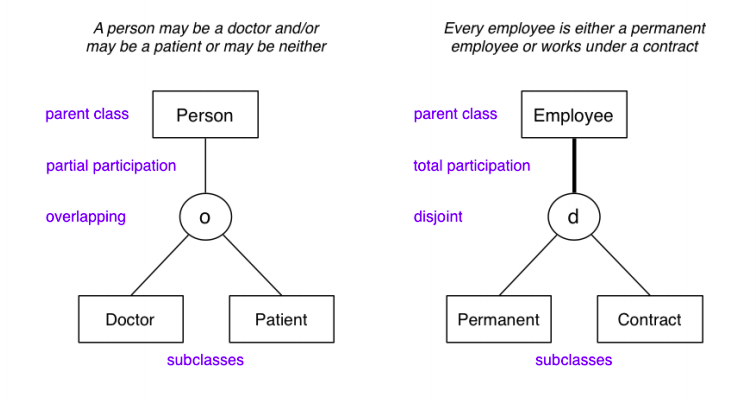 A person may be a doctor and/or
may be a patient or may be neither
parent class
Person
partial participation
overlapping
o
Doctor
Patient
subclasses
Every employee is either a permanent
employee or works under a contract
parent class
Employee
total participation
disjoint
d
Permanent
Contract
subclasses